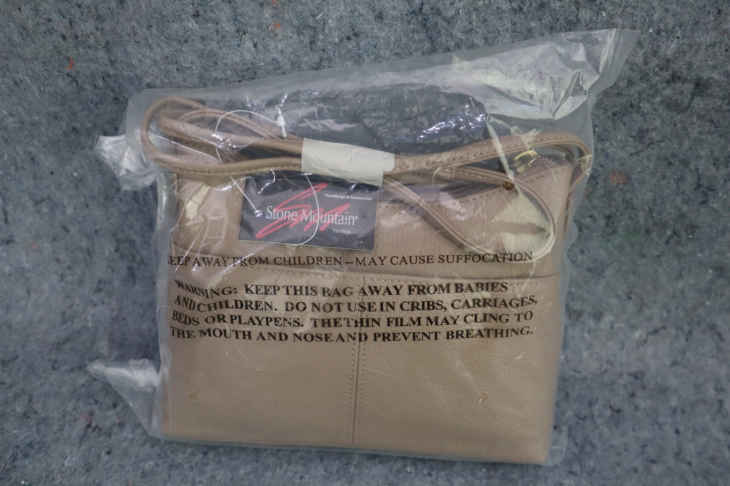 Stone Mountain®
KEEP AWAY FROM CHILDREN—MAY CAUSE SUFFOCATION
WARNING: KEEP THIS BAG AWAY FROM BABIES
AND CHILDREN. DO NOT USE IN CRIBS, CARRIAGES,
BEDS OR PLAYPENS. THE THIN FILM MAY CLING TO
THE MOUTH AND NOSE AND PREVENT BREATHING.